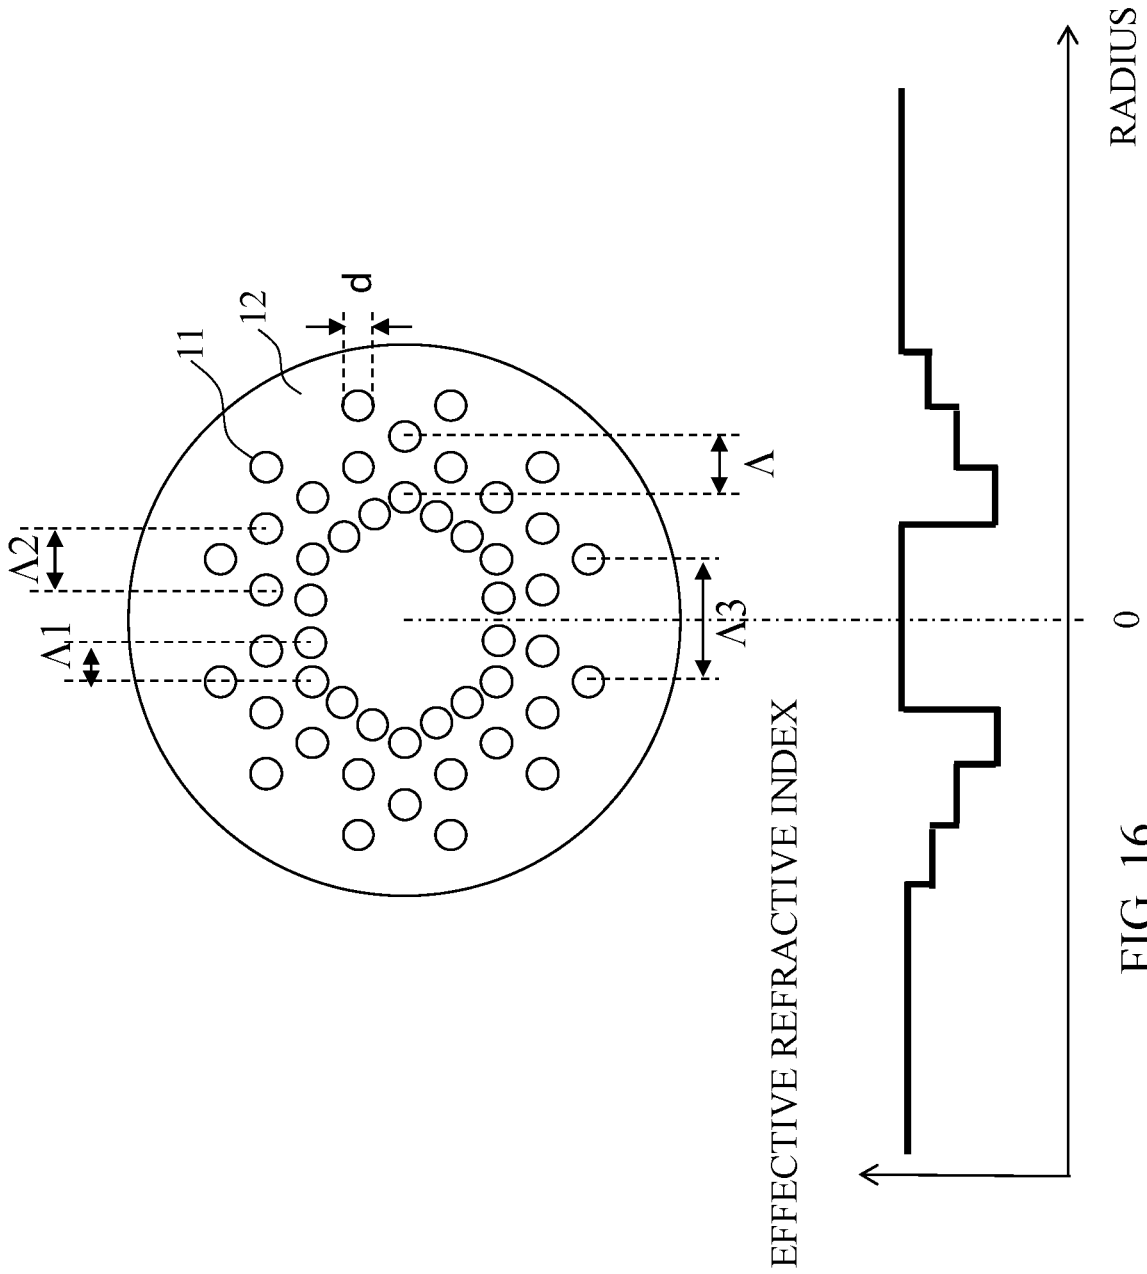 Λ2
Λ1
11
12
d
Λ
Λ3
EFFECTIVE REFRACTIVE INDEX
0
RADIUS
FIG. 16